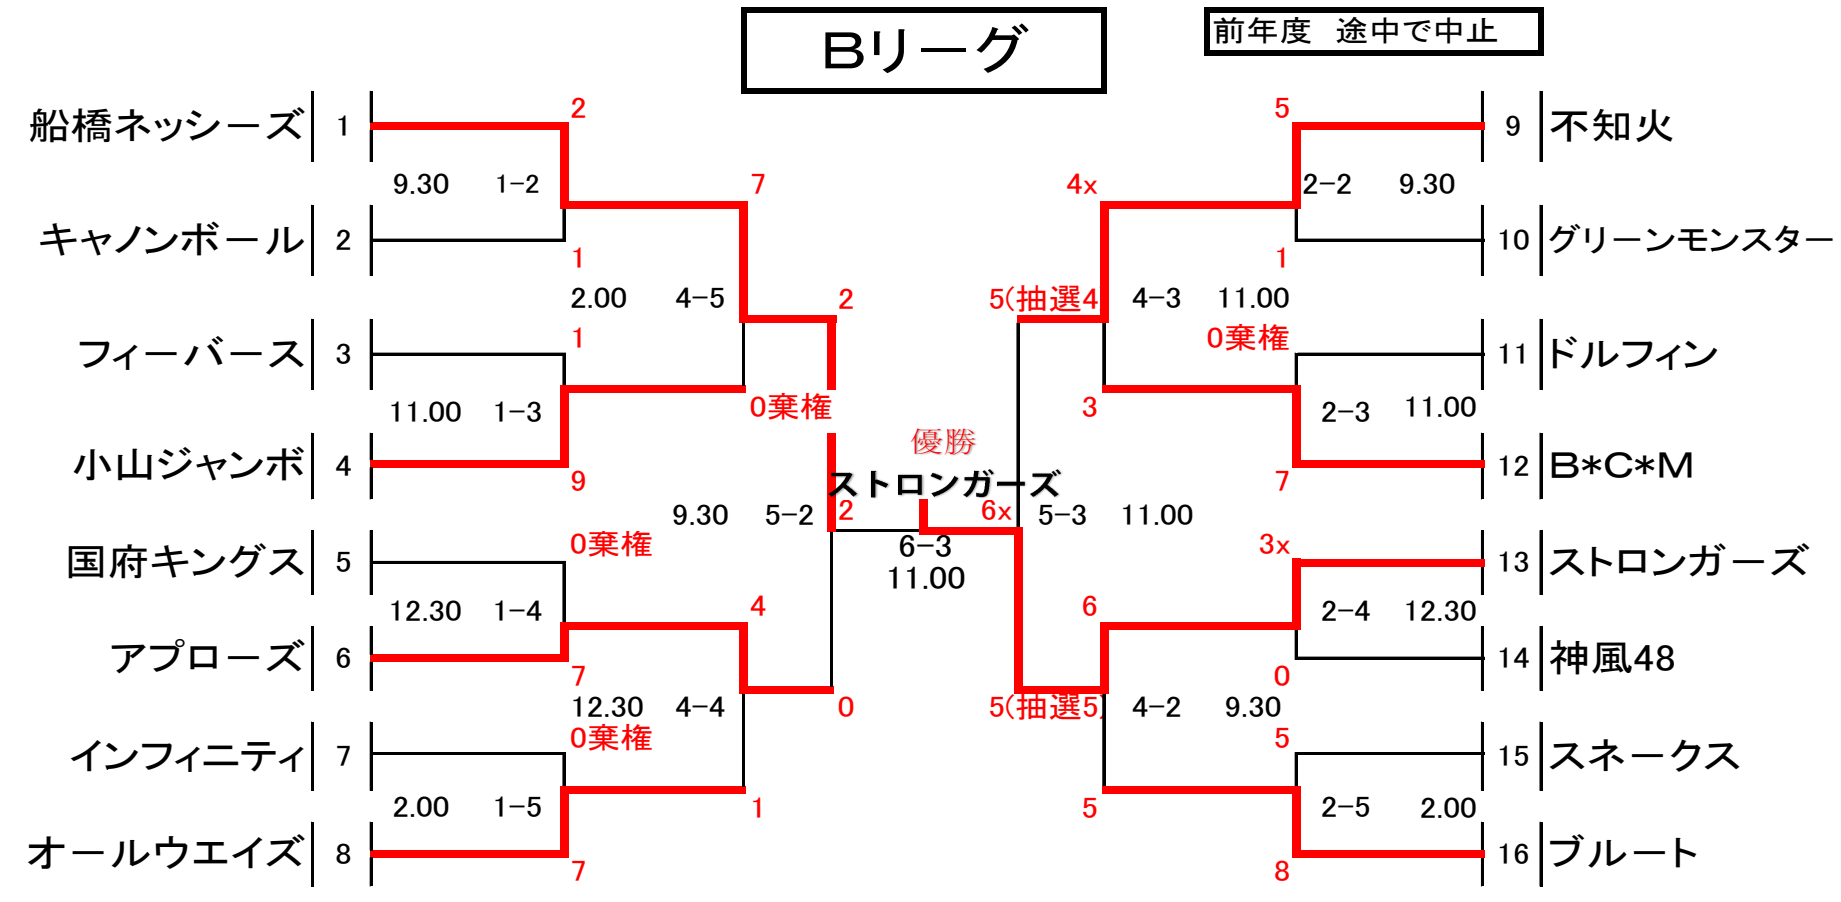 Bリーグ
前年度　途中で中止
2
5
船橋ネッシーズ 1
9 不知火
9.30 1-2
7
4x
2-2 9.30
キャノンボール 2
10 グリーンモンスター
1
1
2.00 4-5
2
5(抽選4
4-3 11.00
1
0棄権
フィーバース 3
11 ドルフィン
11.00 1-3
0棄権
3
2-3 11.00
優勝
小山ジャンボ 4
12 B*C*M
9
ストロンガーズ
7
9.30 5-2
2
6x
5-3 11.00
0棄権
6-3
3x
国府キングス 5
13 ストロンガーズ
11.00
12.30 1-4
4
6
2-4 12.30
アプローズ 6
14 神風48
7
0
12.30 4-4
0
5(抽選5)
4-2 9.30
0棄権
5
インフィニティ 7
15 スネークス
2.00 1-5
1
5
2-5 2.00
オールウエイズ 8
16 ブルート
7
8